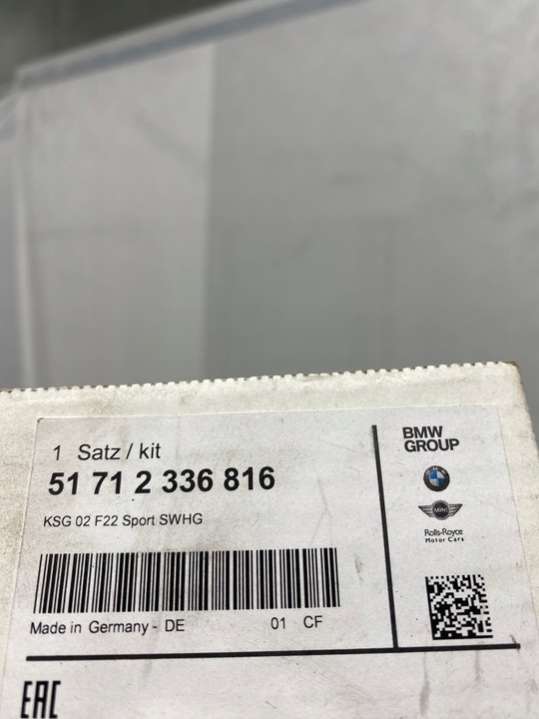 1 Satz / kit
51 71 2 336 816
KSG 02 F22 Sport SWHG
Made in Germany - DE 01 CF
BMW
GROUP
MINI
Rolls-Royce
Motor Cars
EAC